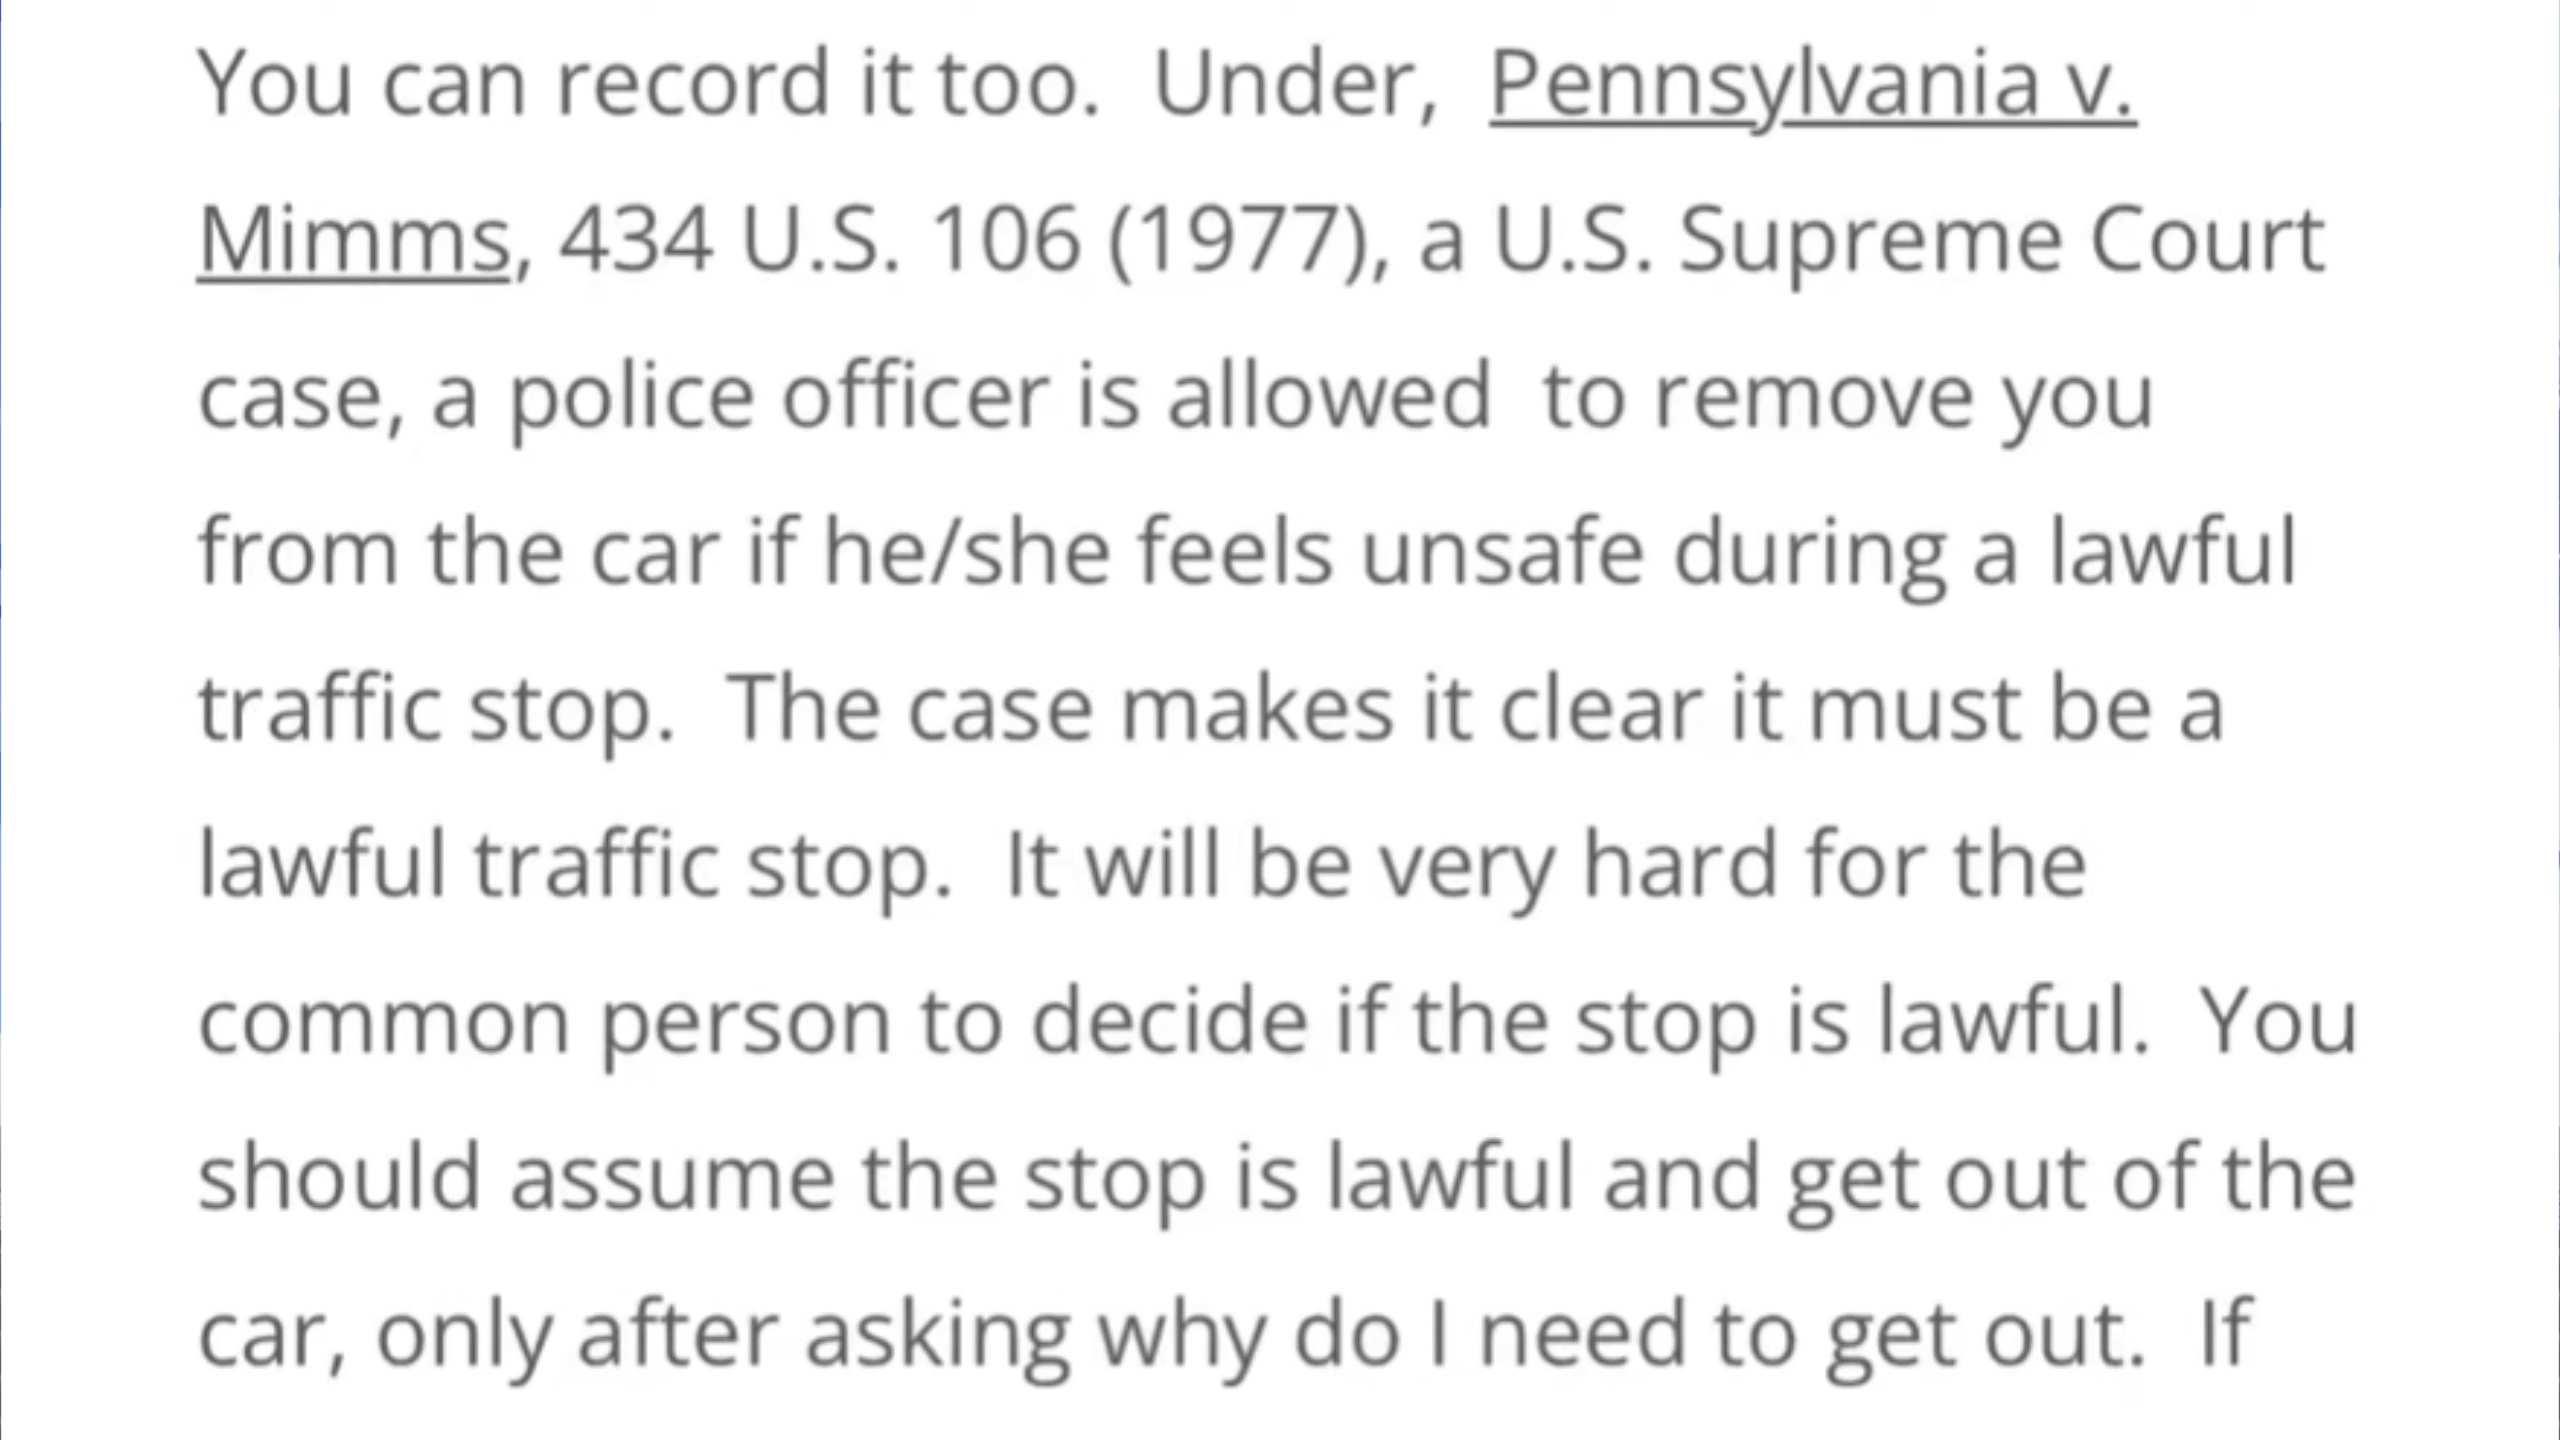 You can record it too.  Under,  Pennsylvania v.
Mimms, 434 U.S. 106 (1977), a U.S. Supreme Court
case, a police officer is allowed  to remove you
from the car if he/she feels unsafe during a lawful
traffic stop.  The case makes it clear it must be a
lawful traffic stop.  It will be very hard for the
common person to decide if the stop is lawful.  You
should assume the stop is lawful and get out of the
car, only after asking why do I need to get out.  If